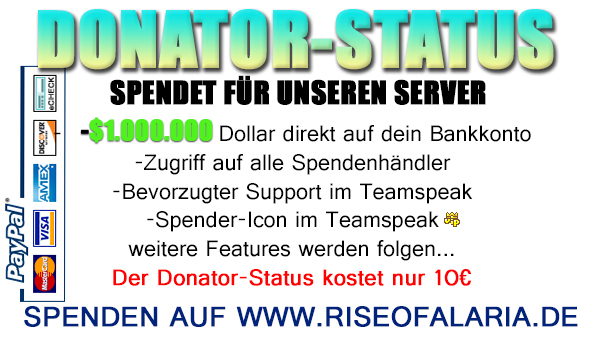 DONATOR-STATUS
SPENDET FÜR UNSEREN SERVER
-$1.000.000 Dollar direkt auf dein Bankkonto
-Zugriff auf alle Spendenhändler
-Bevorzugter Support im Teamspeak
-Spender-Icon im Teamspeak
weitere Features werden folgen...
Der Donator-Status kostet nur 10€
SPENDEN AUF WWW.RISEOFALARIA.DE
PayPal
eCHECK
DISCOVER
AMEX
VISA
MasterCard